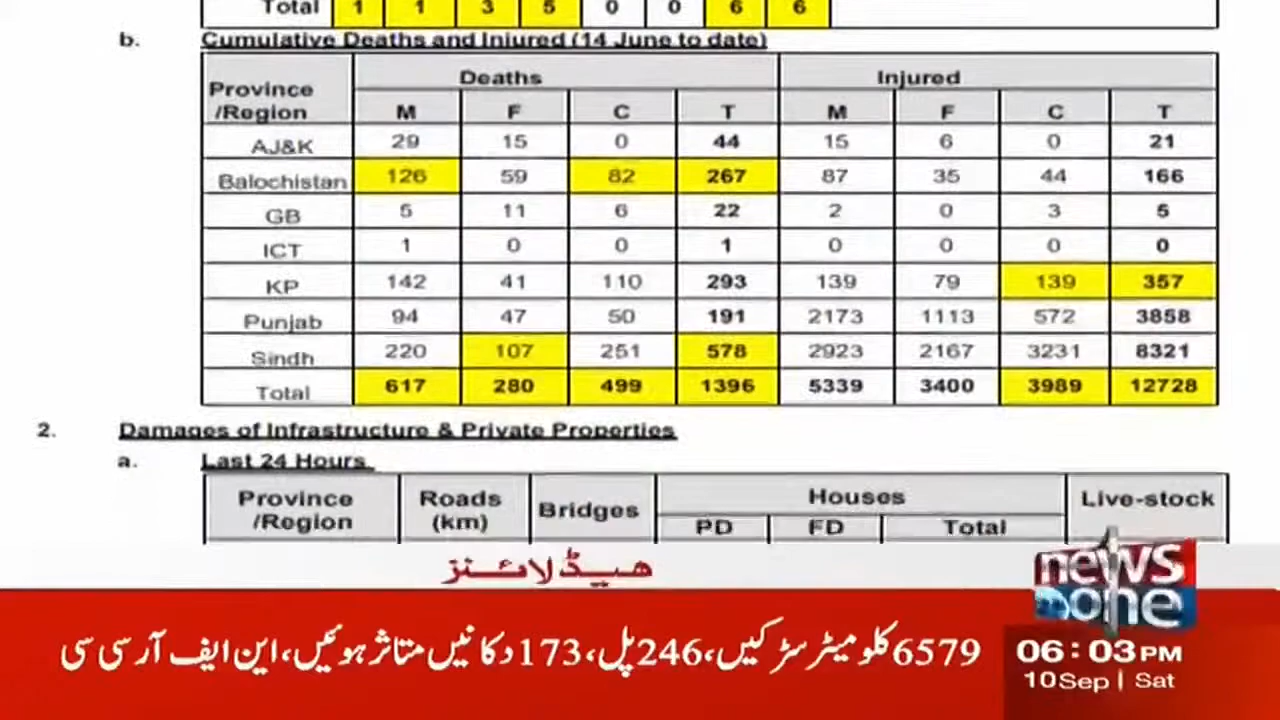 Total 1 1 3 5 0 0 6 6
b. Cumulative Deaths and Injured (14 June to date)
Province /Region Deaths Injured
M F C T M F C T
AJ&K 29 15 0 44 15 6 0 21
Balochistan 126 59 82 267 87 35 44 166
GB 5 11 6 22 2 0 3 5
ICT 1 0 0 1 0 0 0 0
KP 142 41 110 293 139 79 139 357
Punjab 94 47 50 191 2173 1113 572 3858
Sindh 220 107 251 578 2923 2167 3231 8321
Total 617 280 499 1396 5339 3400 3989 12728
2. Damages of Infrastructure & Private Properties
a. Last 24 Hours
Province /Region Roads (km) Bridges Houses Live-stock
PD FD Total
ھیڈلائنز
news one
6579 کلومیٹر سڑکیں، 246 پل، 173 دکانیں متاثر ہوئیں، این ایف آر سی سی
06:03 PM
10 Sep | Sat